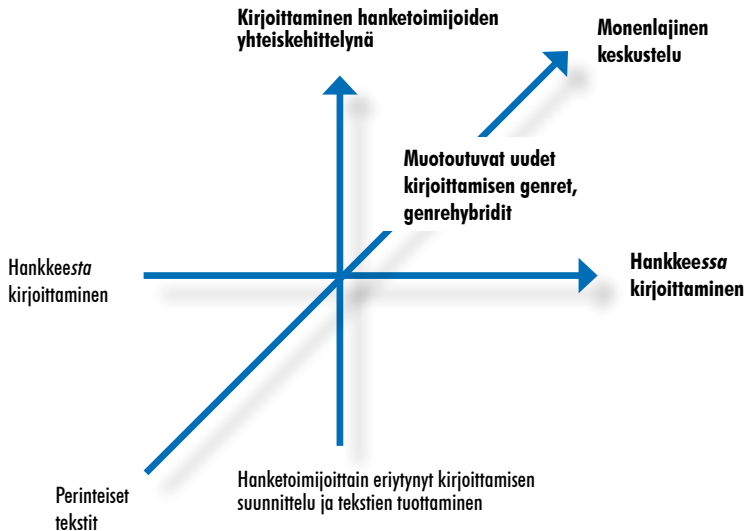 Kirjoittaminen hanketoimijoiden
yhteiskehittelynä
Monenlajinen
keskustelu
Muotoutuvat uudet
kirjoittamisen genret,
genrehybridit
Hankkeesta
kirjoittaminen
Hankkeessa
kirjoittaminen
Perinteiset
tekstit
Hanketoimijoittain eriytynyt kirjoittamisen
suunnittelu ja tekstien tuottaminen